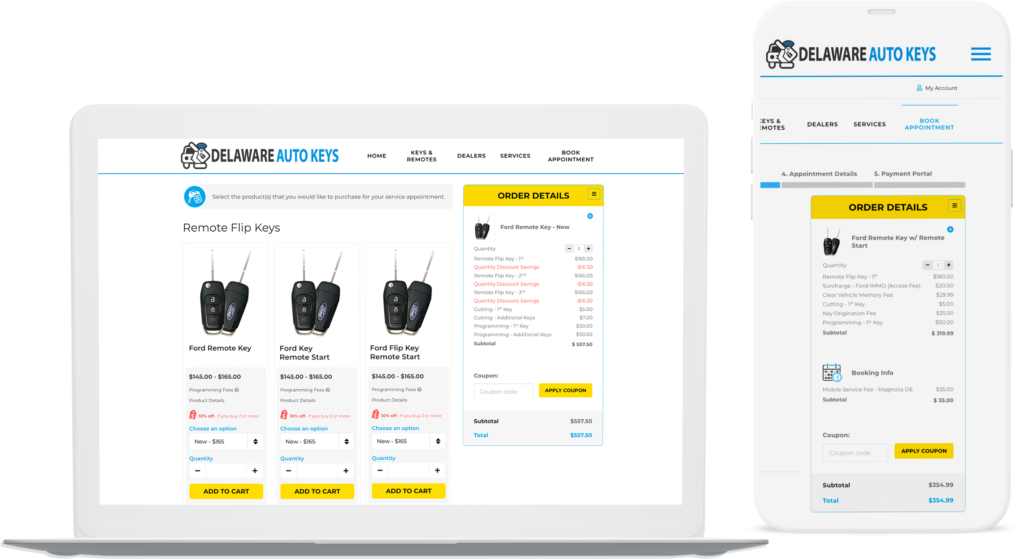 DELAWARE AUTO KEYS
HOME
KEYS &
REMOTES
DEALERS
SERVICES
BOOK
APPOINTMENT
Select the product(s) that you would like to purchase for your service appointment.
Remote Flip Keys
Ford Remote Key
$145.00 - $165.00
Programming Fees
Product Details
10% off - if you buy 2 or more
Choose an option
New - $165
Quantity
− +
ADD TO CART
Ford Key
Remote Start
$145.00 - $165.00
Programming Fees
Product Details
10% off - if you buy 2 or more
Choose an option
New - $165
Quantity
− +
ADD TO CART
Ford Flip Key
Remote Start
$145.00 - $165.00
Programming Fees
Product Details
10% off - if you buy 2 or more
Choose an option
New - $165
Quantity
− +
ADD TO CART
ORDER DETAILS
Ford Remote Key - New
Quantity − 1 +
Remote Flip Key - 1st $165.00
Quantity Discount Savings -$16.00
Remote Flip Key - 2nd $165.00
Quantity Discount Savings -$16.00
Remote Flip Key - 3rd $165.00
Quantity Discount Savings -$16.50
Cutting - 1st Key $5.00
Cutting - Additional Keys $7.00
Programming - 1st Key $50.00
Programming - Additional Keys $50.00
Subtotal $ 557.50
Coupon:
Coupon code APPLY COUPON
Subtotal $557.50
Total $557.50
DELAWARE AUTO KEYS
My Account
KEYS &
REMOTES
DEALERS
SERVICES
BOOK
APPOINTMENT
4. Appointment Details 5. Payment Portal
ORDER DETAILS
Ford Remote Key w/ Remote
Start
Quantity − 1 +
Remote Flip Key - 1st $180.00
Surcharge - Ford IMMO (Access Fee) $20.00
Clear Vehicle Memory Fee $29.99
Cutting - 1st Key $5.00
Key Origination Fee $35.00
Programming - 1st Key $50.00
Subtotal $ 319.99
Booking Info
Mobile Service Fee - Magnolia DE $35.00
Subtotal $ 35.00
Coupon:
Coupon code APPLY COUPON
Subtotal $354.99
Total $354.99